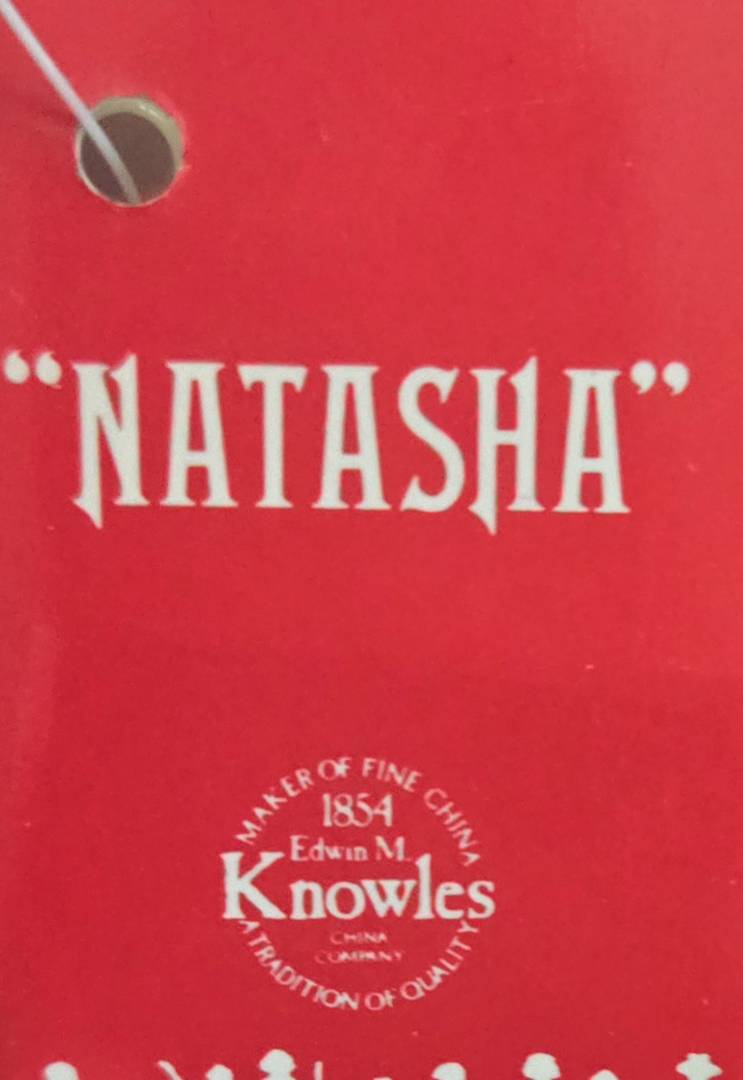 “NATASHA”
MAKER OF FINE CHINA
1854
Edwin M.
Knowles
CHINA
COMPANY
A TRADITION OF QUALITY